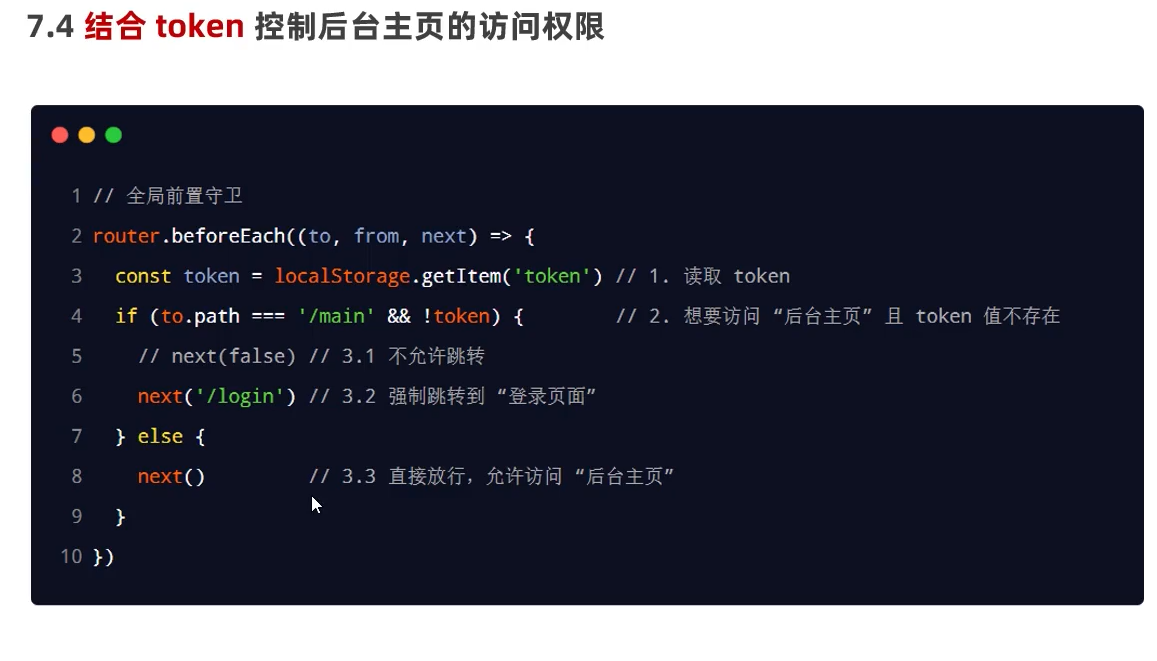 7.4 结合 token 控制后台主页的访问权限
1 // 全局前置守卫
2 router.beforeEach((to, from, next) => {
3   const token = localStorage.getItem('token') // 1. 读取 token
4   if (to.path === '/main' && !token) {        // 2. 想要访问 “后台主页” 且 token 值不存在
5     // next(false) // 3.1 不允许跳转
6     next('/login') // 3.2 强制跳转到 “登录页面”
7   } else {
8     next()         // 3.3 直接放行，允许访问 “后台主页”
9   }
10 })